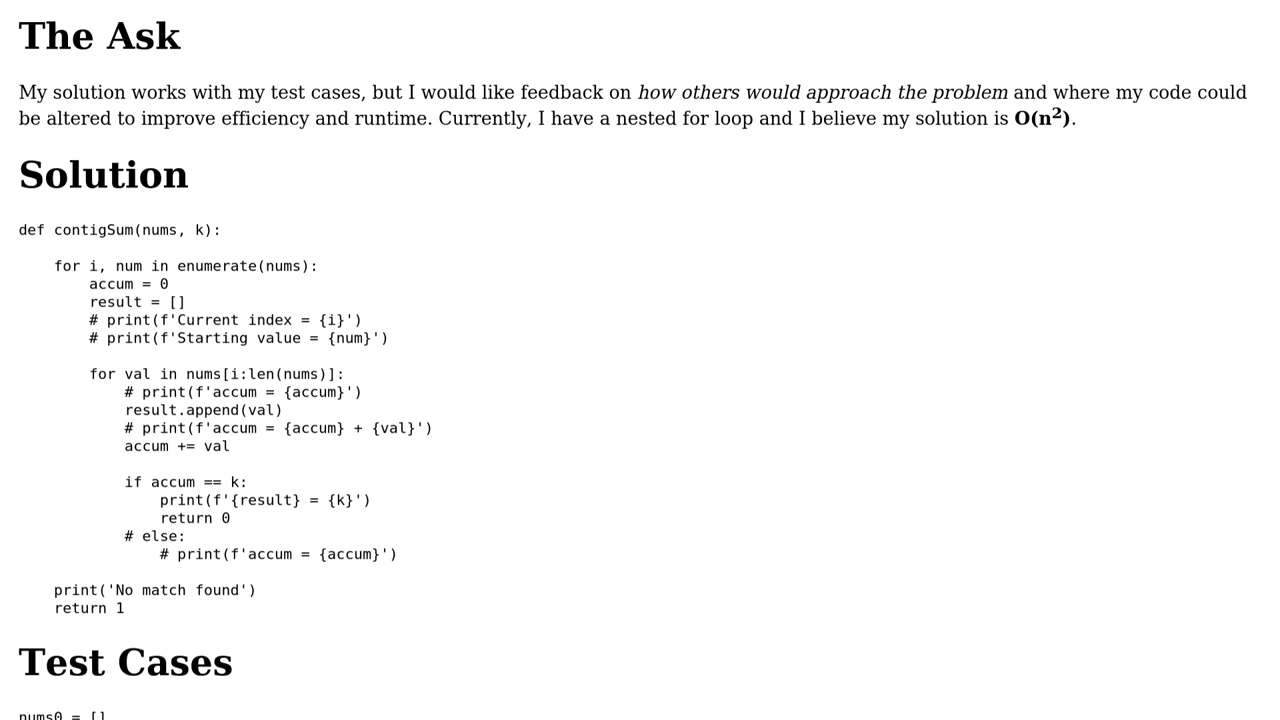 The Ask
My solution works with my test cases, but I would like feedback on how others would approach the problem and where my code could
be altered to improve efficiency and runtime. Currently, I have a nested for loop and I believe my solution is O(n2).
Solution
def contigSum(nums, k):
    for i, num in enumerate(nums):
        accum = 0
        result = []
        # print(f'Current index = {i}')
        # print(f'Starting value = {num}')
        for val in nums[i:len(nums)]:
            # print(f'accum = {accum}')
            result.append(val)
            # print(f'accum = {accum} + {val}')
            accum += val
            if accum == k:
                print(f'{result} = {k}')
                return 0
            # else:
                # print(f'accum = {accum}')
    print('No match found')
    return 1
Test Cases
nums0 = []